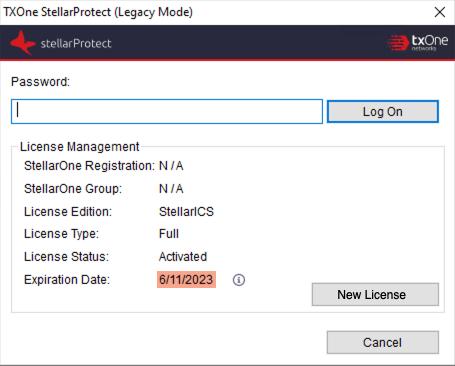 TXOne StellarProtect (Legacy Mode)
stellarProtect
txOne
networks
Password:
Log On
License Management
StellarOne Registration: N / A
StellarOne Group: N / A
License Edition: StellarICS
License Type: Full
License Status: Activated
Expiration Date: 6/11/2023
New License
Cancel